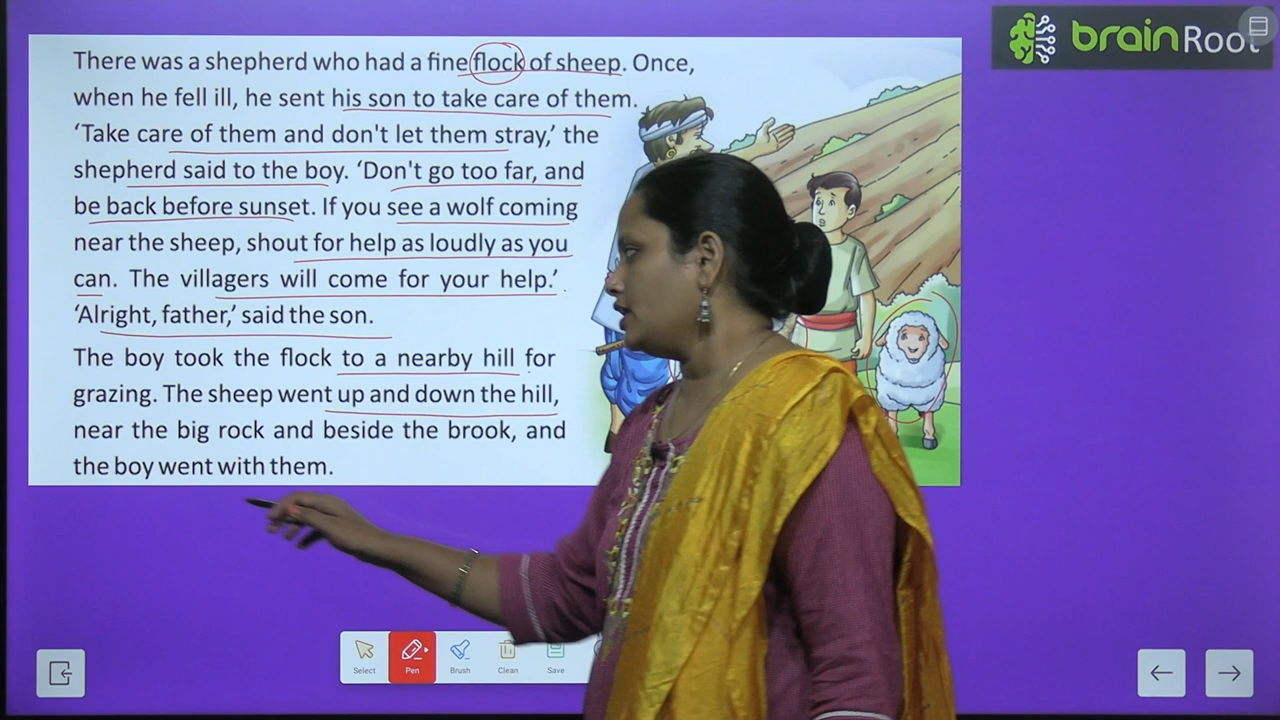 There was a shepherd who had a fine flock of sheep. Once,
when he fell ill, he sent his son to take care of them.
‘Take care of them and don't let them stray,’ the
shepherd said to the boy. ‘Don't go too far, and
be back before sunset. If you see a wolf coming
near the sheep, shout for help as loudly as you
can. The villagers will come for your help.’
‘Alright, father,’ said the son.
The boy took the flock to a nearby hill for
grazing. The sheep went up and down the hill,
near the big rock and beside the brook, and
the boy went with them.
brainRoot
Select Pen Brush Clean Save